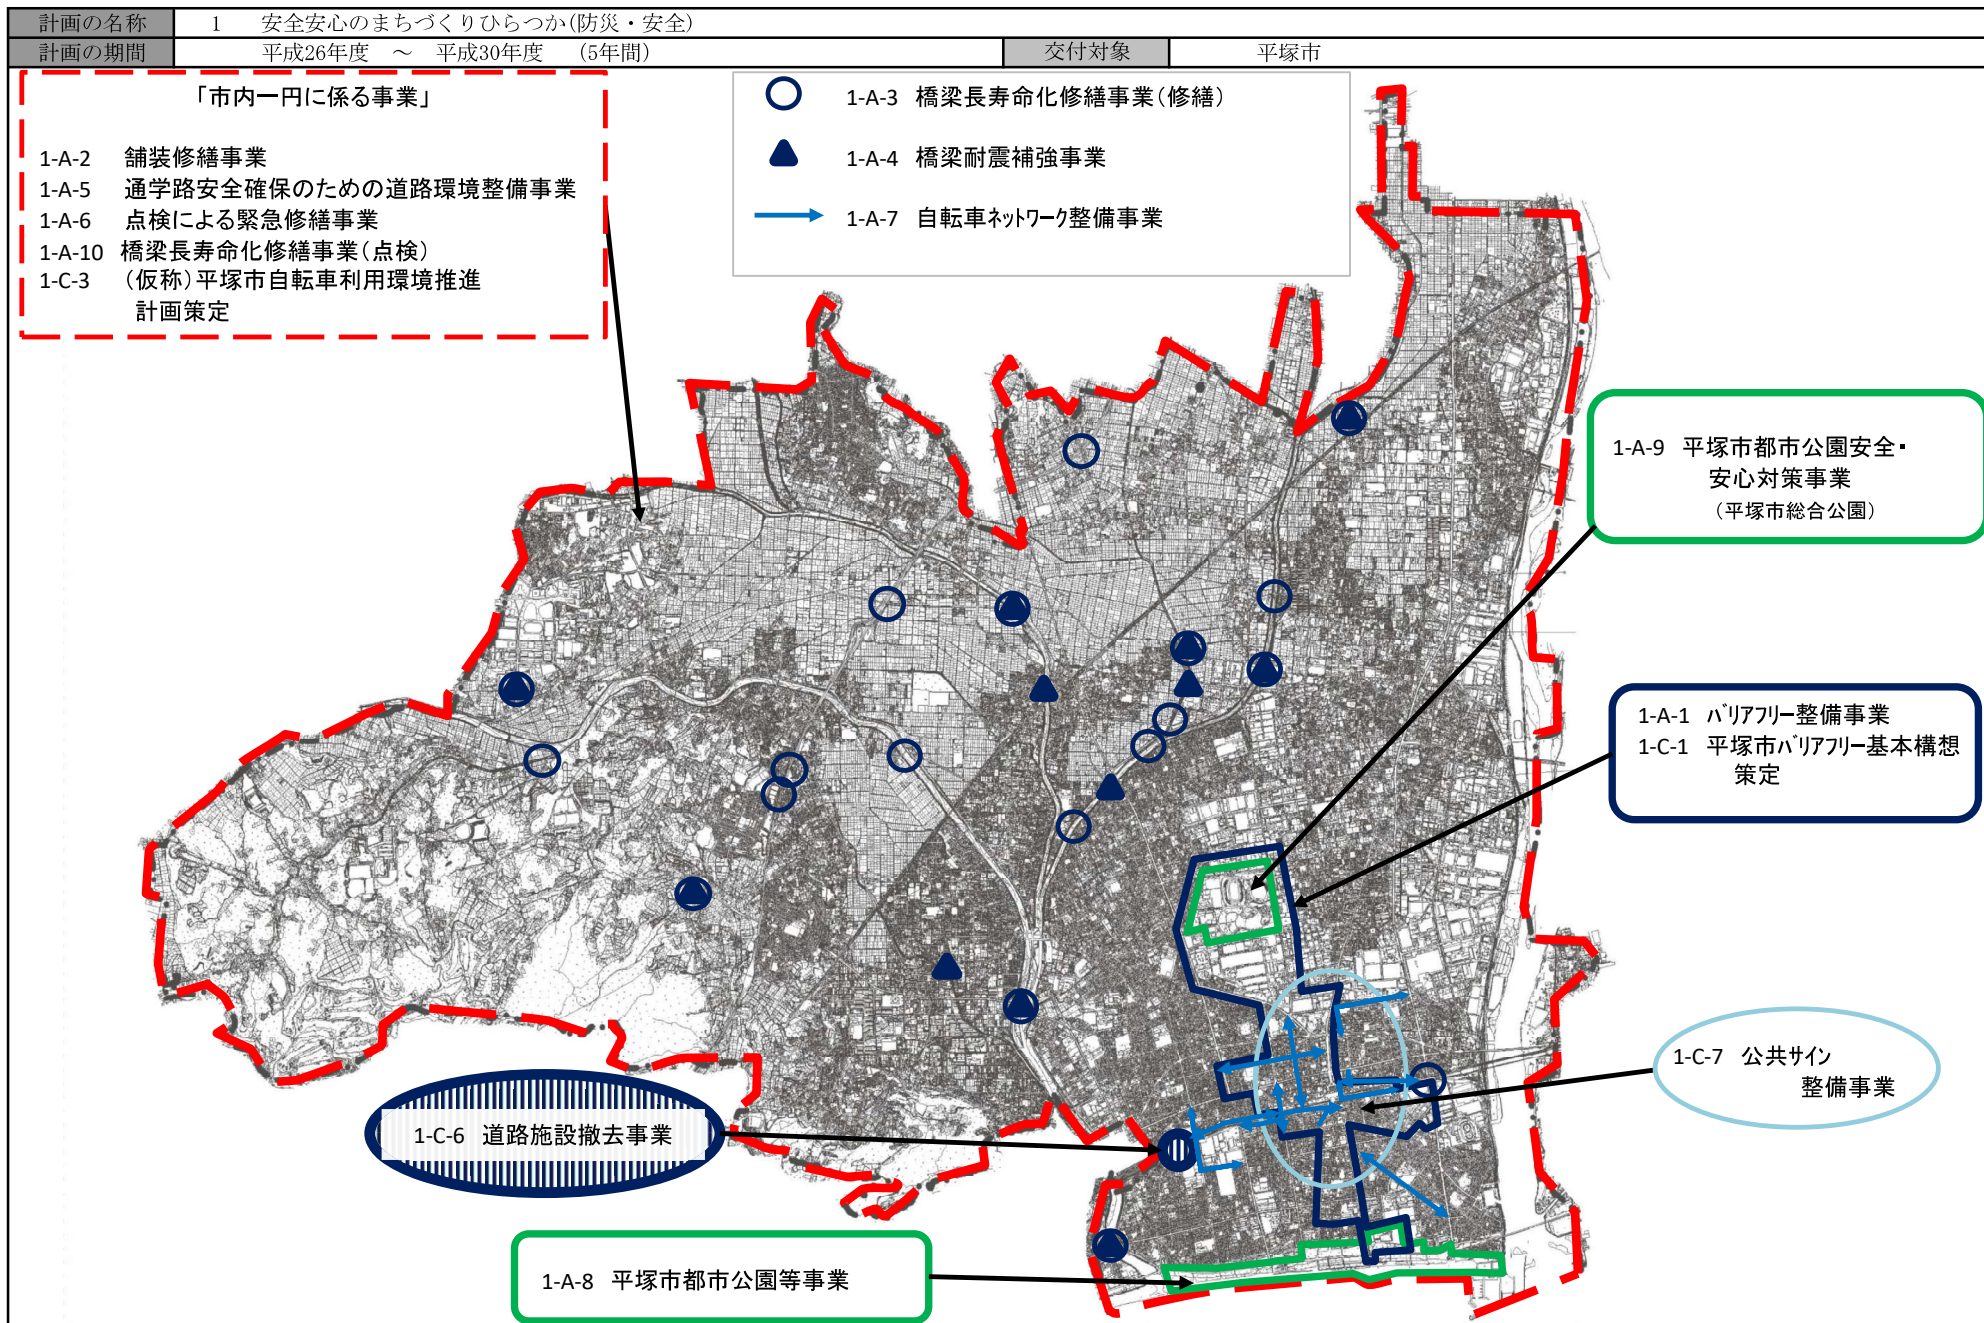 計画の名称 1 安全安心のまちづくりひらつか(防災・安全)
計画の期間 平成26年度 ～ 平成30年度 (5年間) 交付対象 平塚市
「市内一円に係る事業」
1-A-2 舗装修繕事業
1-A-5 通学路安全確保のための道路環境整備事業
1-A-6 点検による緊急修繕事業
1-A-10 橋梁長寿命化修繕事業(点検)
1-C-3 (仮称)平塚市自転車利用環境推進
計画策定
1-A-3 橋梁長寿命化修繕事業(修繕)
1-A-4 橋梁耐震補強事業
1-A-7 自転車ネットワーク整備事業
1-A-9 平塚市都市公園安全・
安心対策事業
(平塚市総合公園)
1-A-1 バリアフリー整備事業
1-C-1 平塚市バリアフリー基本構想
策定
1-C-7 公共サイン
整備事業
1-C-6 道路施設撤去事業
1-A-8 平塚市都市公園等事業